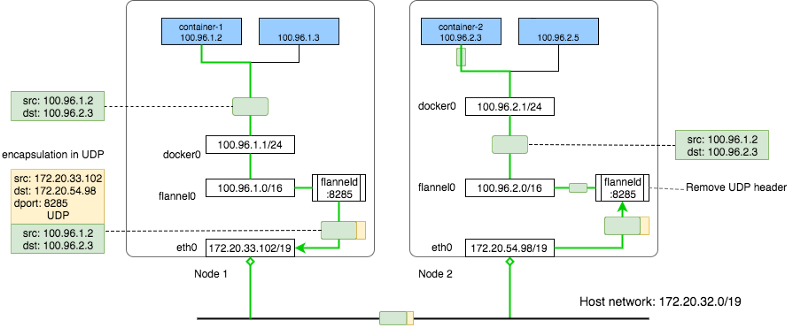 container-1
100.96.1.2
100.96.1.3
container-2
100.96.2.3
100.96.2.5
src: 100.96.1.2
dst: 100.96.2.3
docker0
100.96.2.1/24
encapsulation in UDP
docker0
100.96.1.1/24
src: 100.96.1.2
dst: 100.96.2.3
src: 172.20.33.102
dst: 172.20.54.98
dport: 8285
UDP
src: 100.96.1.2
dst: 100.96.2.3
flannel0
100.96.1.0/16
flanneld
:8285
flannel0
100.96.2.0/16
flanneld
:8285
Remove UDP header
eth0
172.20.33.102/19
eth0
172.20.54.98/19
Node 1
Node 2
Host network: 172.20.32.0/19